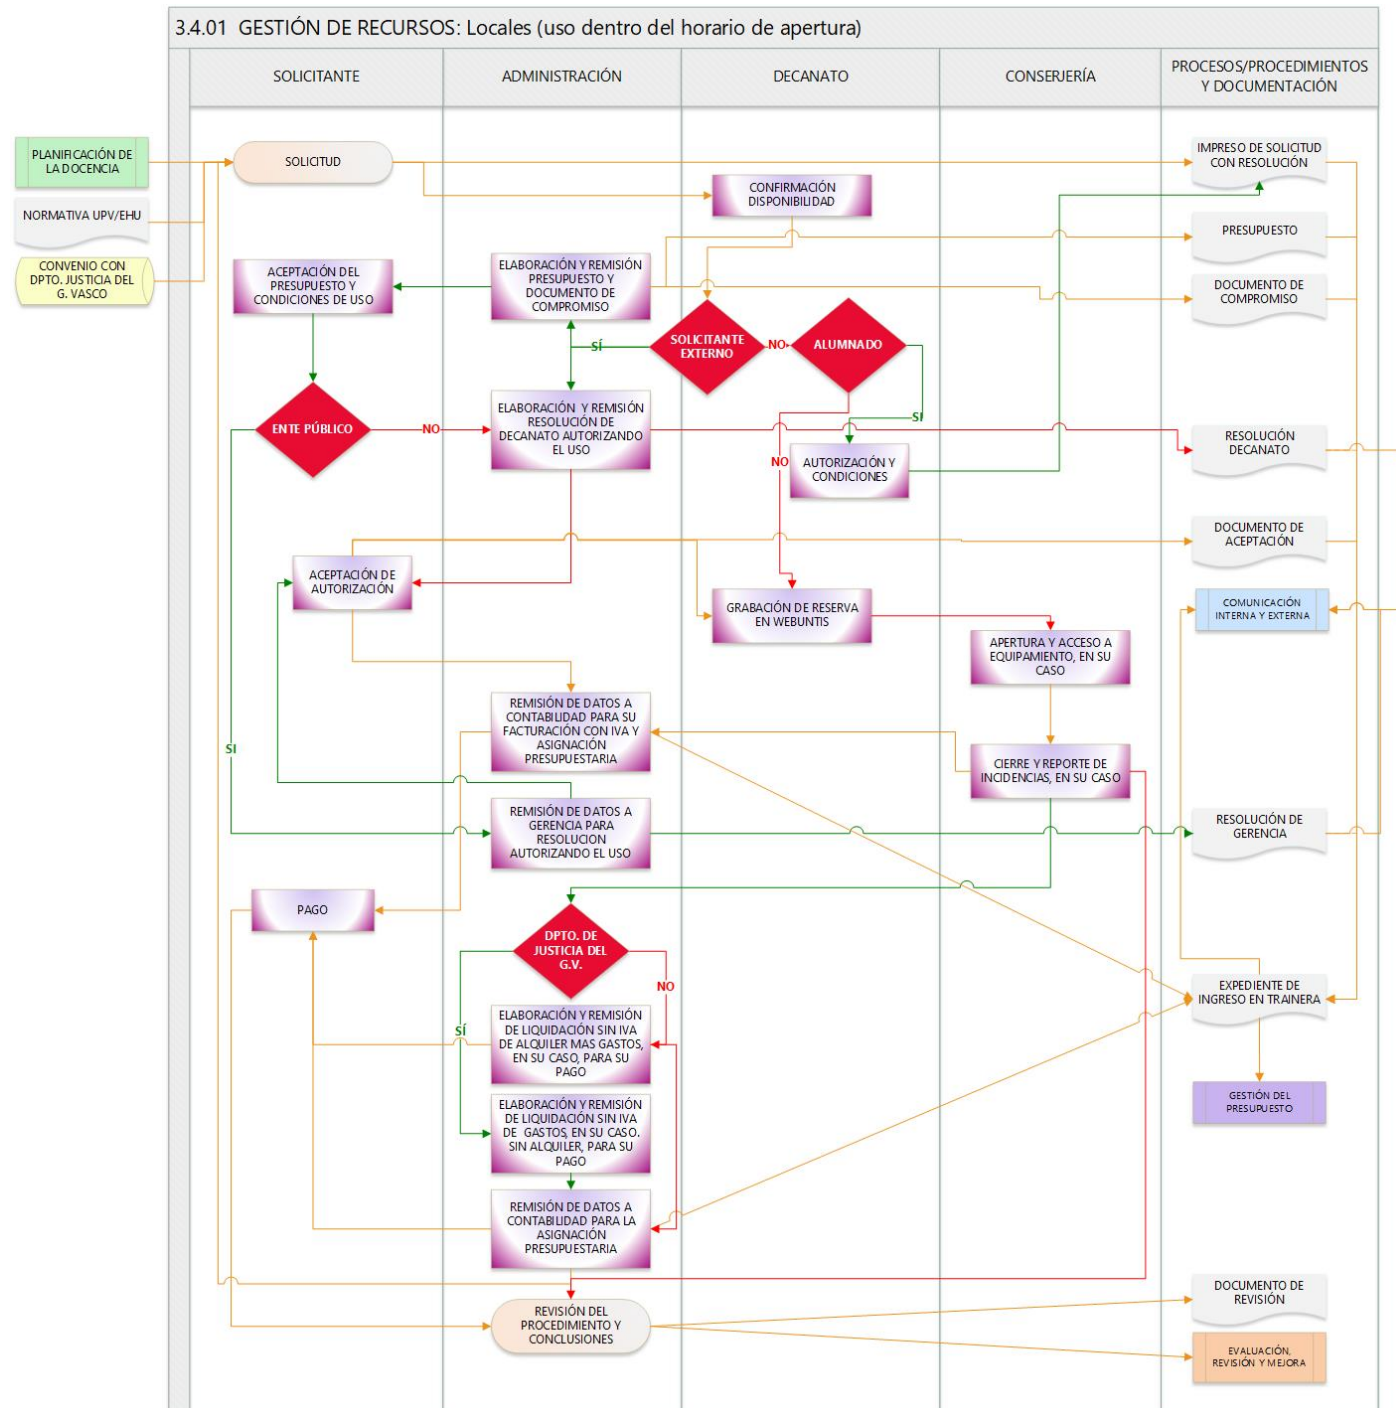 3.4.01 GESTIÓN DE RECURSOS: Locales (uso dentro del horario de apertura)
SOLICITANTE
ADMINISTRACIÓN
DECANATO
CONSERJERÍA
PROCESOS/PROCEDIMIENTOS
Y DOCUMENTACIÓN
PLANIFICACIÓN DE
LA DOCENCIA
SOLICITUD
IMPRESO DE SOLICITUD
CON RESOLUCIÓN
CONFIRMACIÓN
DISPONIBILIDAD
NORMATIVA UPV/EHU
PRESUPUESTO
CONVENIO CON
DPTO. JUSTICIA DEL
G. VASCO
ACEPTACIÓN DEL
PRESUPUESTO Y
CONDICIONES DE USO
ELABORACIÓN Y REMISIÓN
PRESUPUESTO Y
DOCUMENTO DE
COMPROMISO
DOCUMENTO DE
COMPROMISO
SÍ
SOLICITANTE
EXTERNO
NO
ALUMNADO
SI
ENTE PÚBLICO
NO
ELABORACIÓN Y REMISIÓN
RESOLUCIÓN DE
DECANATO AUTORIZANDO
EL USO
NO
AUTORIZACIÓN Y
CONDICIONES
RESOLUCIÓN
DECANATO
DOCUMENTO DE
ACEPTACIÓN
ACEPTACIÓN DE
AUTORIZACIÓN
GRABACIÓN DE RESERVA
EN WEBUNTIS
COMUNICACIÓN
INTERNA Y EXTERNA
APERTURA Y ACCESO A
EQUIPAMIENTO, EN SU
CASO
REMISIÓN DE DATOS A
CONTABILIDAD PARA SU
FACTURACIÓN CON IVA Y
ASIGNACIÓN
PRESUPUESTARIA
SI
CIERRE Y REPORTE DE
INCIDENCIAS, EN SU CASO
REMISIÓN DE DATOS A
GERENCIA PARA
RESOLUCION
AUTORIZANDO EL USO
RESOLUCIÓN DE
GERENCIA
PAGO
DPTO. DE
JUSTICIA DEL
G.V.
NO
SÍ
EXPEDIENTE DE
INGRESO EN TRAINERA
ELABORACIÓN Y REMISIÓN
DE LIQUIDACIÓN SIN IVA
DE ALQUILER MAS GASTOS,
EN SU CASO, PARA SU
PAGO
ELABORACIÓN Y REMISIÓN
DE LIQUIDACIÓN SIN IVA
DE GASTOS, EN SU CASO.
SIN ALQUILER, PARA SU
PAGO
GESTIÓN DEL
PRESUPUESTO
REMISIÓN DE DATOS A
CONTABILIDAD PARA LA
ASIGNACIÓN
PRESUPUESTARIA
REVISIÓN DEL
PROCEDIMIENTO Y
CONCLUSIONES
DOCUMENTO DE
REVISIÓN
EVALUACIÓN,
REVISIÓN Y MEJORA